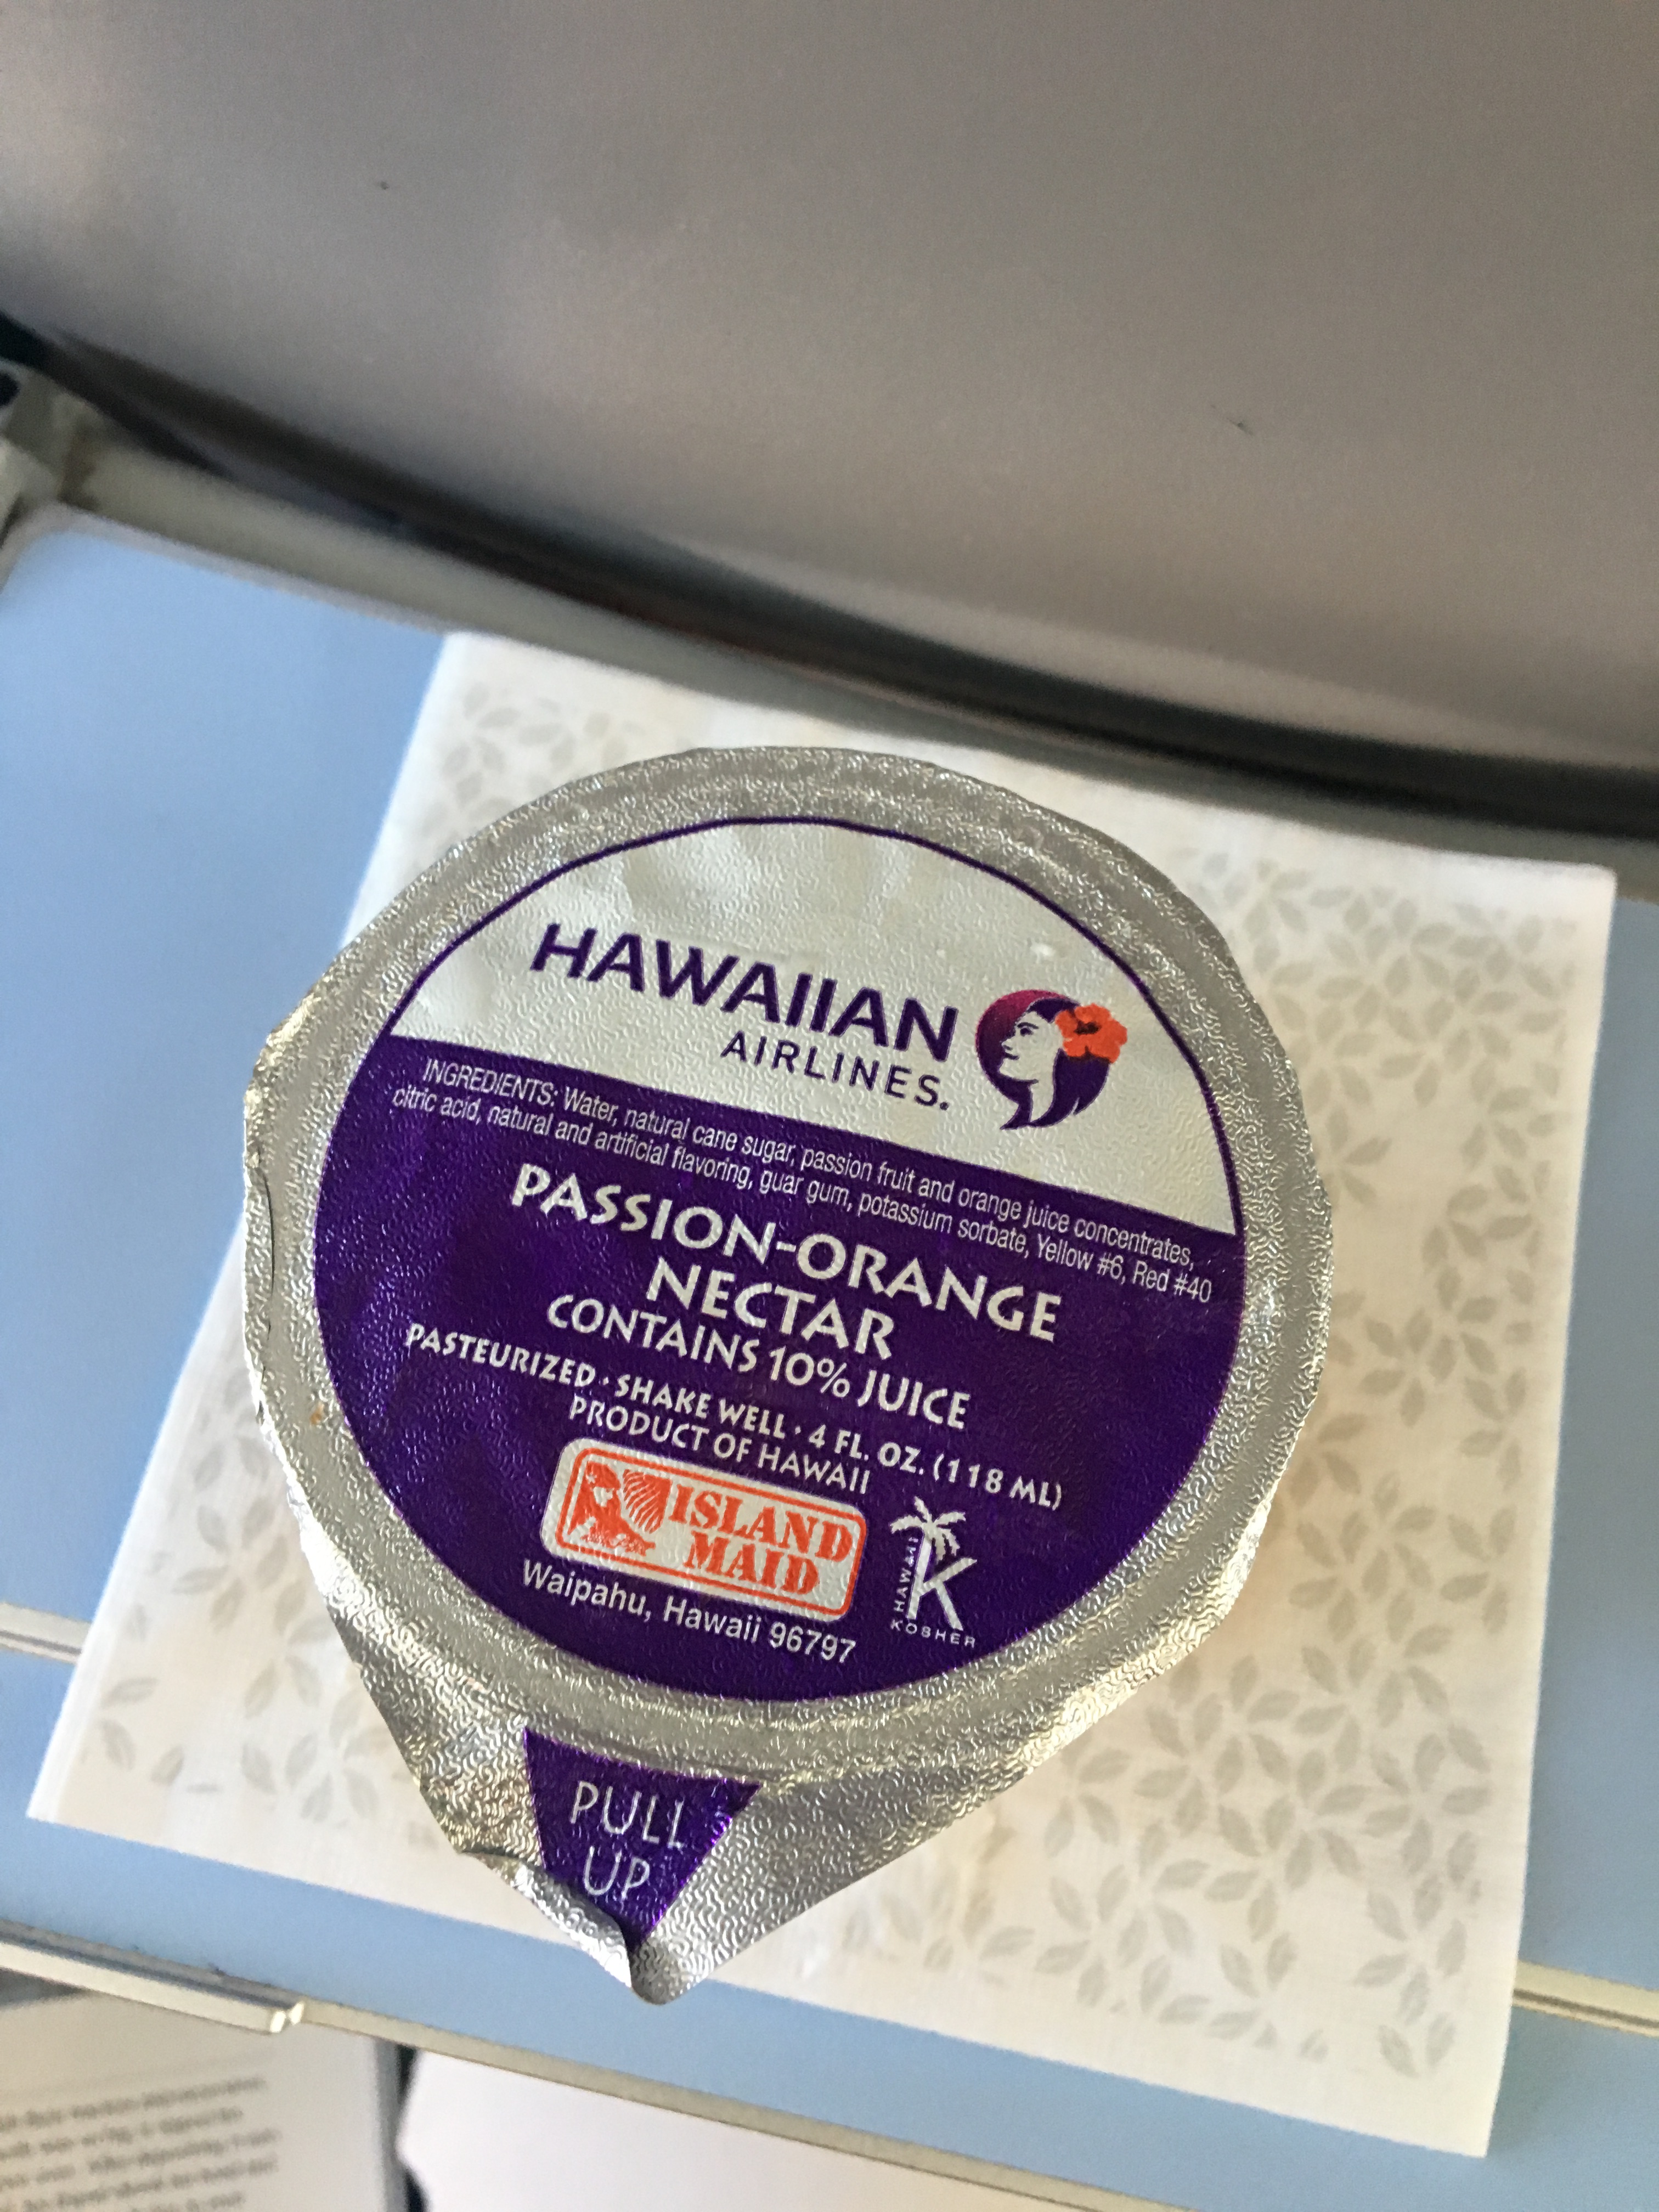 HAWAIIAN
AIRLINES.
INGREDIENTS: Water, natural cane sugar, passion fruit and orange juice concentrates,
citric acid, natural and artificial flavoring, guar gum, potassium sorbate, Yellow #6, Red #40
PASSION-ORANGE
NECTAR
CONTAINS 10% JUICE
PASTEURIZED · SHAKE WELL · 4 FL. OZ. (118 ML)
PRODUCT OF HAWAII
ISLAND
MAID
HAWAII
K
KOSHER
Waipahu, Hawaii 96797
PULL
UP